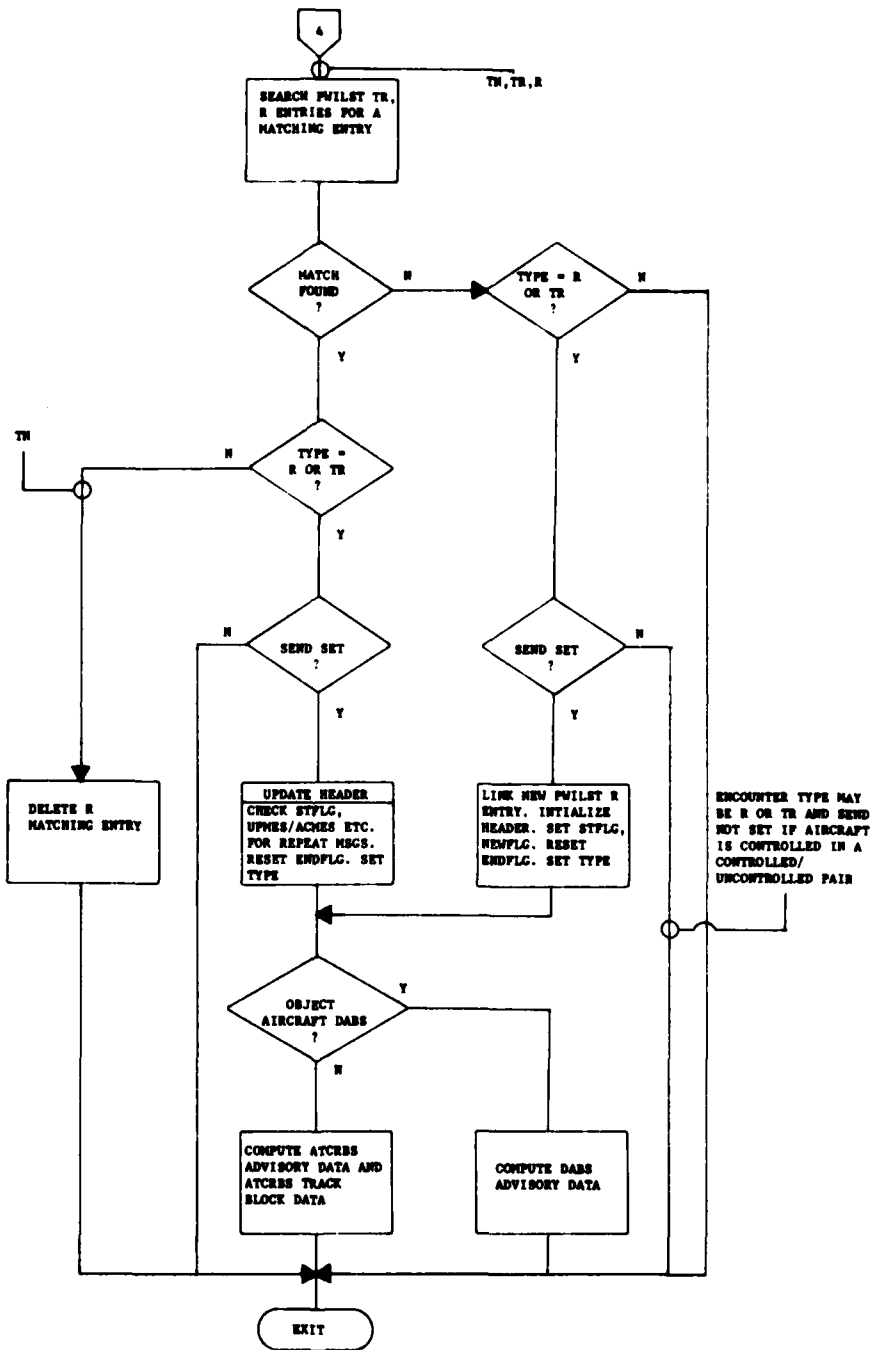 4
TN,TR,R
SEARCH PWILST TR,
R ENTRIES FOR A
MATCHING ENTRY
MATCH
FOUND
?
N
TYPE = R
OR TR
?
N
Y
Y
TN
N
TYPE =
R OR TR
?
Y
N
SEND SET
?
SEND SET
?
N
Y
Y
DELETE R
MATCHING ENTRY
UPDATE HEADER
CHECK STFLG,
UPMES/ACMES ETC.
FOR REPEAT MSGS.
RESET ENDFLG. SET
TYPE
LINK NEW PWILST R
ENTRY. INTIALIZE
HEADER. SET STFLG,
NEWFLG. RESET
ENDFLG. SET TYPE
ENCOUNTER TYPE MAY
BE R OR TR AND SEND
NOT SET IF AIRCRAFT
IS CONTROLLED IN A
CONTROLLED/
UNCONTROLLED PAIR
OBJECT
AIRCRAFT DABS
?
Y
N
COMPUTE ATCRBS
ADVISORY DATA AND
ATCRBS TRACK
BLOCK DATA
COMPUTE DABS
ADVISORY DATA
EXIT